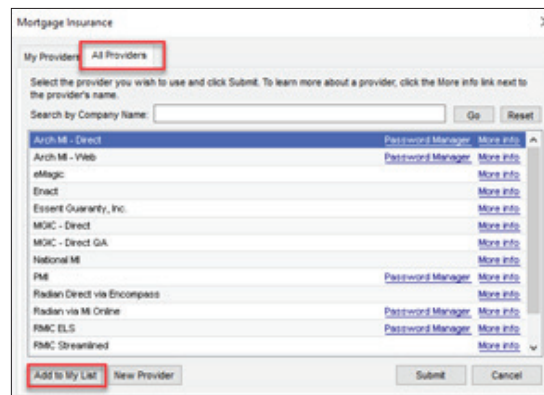 Mortgage Insurance
My Providers All Providers
Select the provider you wish to use and click Submit. To learn more about a provider, click the More info link next to
the provider's name.
Search by Company Name: Go Reset
Arch MI - Direct Password Manager More info
Arch MI - Web Password Manager More info
eMagic More info
Enact More info
Essent Guaranty, Inc. More info
MGIC - Direct More info
MGIC - Direct QA More info
National MI More info
PMI Password Manager More info
Radian Direct via Encompass More info
Radian via MI Online Password Manager More info
RMIC ELS Password Manager More info
RMIC Streamlined More info
Add to My List New Provider Submit Cancel